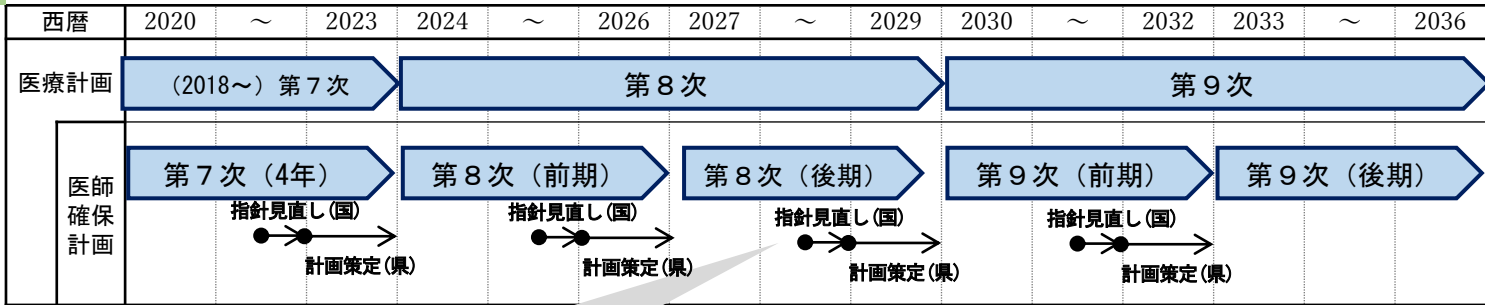 西暦 2020 ～ 2023 2024 ～ 2026 2027 ～ 2029 2030 ～ 2032 2033 ～ 2036
医療計画 (2018～) 第７次 第８次 第９次
医師確保計画 第７次（4年） 第８次（前期） 第８次（後期） 第９次（前期） 第９次（後期）
指針見直し(国) 指針見直し(国) 指針見直し(国) 指針見直し(国)
計画策定(県) 計画策定(県) 計画策定(県) 計画策定(県)